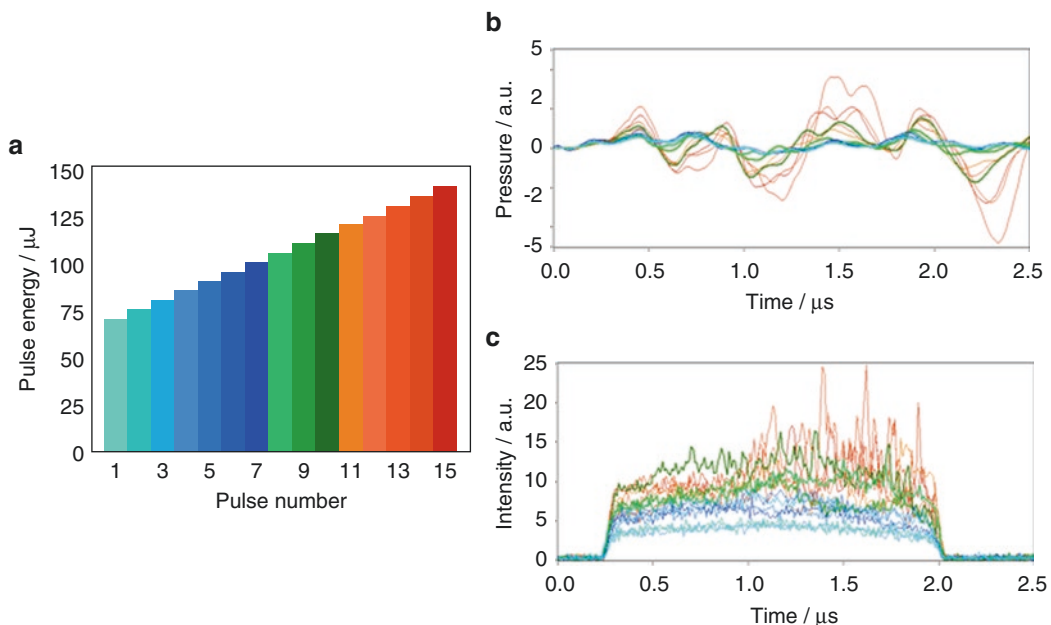 a
Pulse energy / μJ
150
125
100
75
50
25
0
1 3 5 7 9 11 13 15
Pulse number
b
Pressure / a.u.
5
2
0
-2
-5
0.0 0.5 1.0 1.5 2.0 2.5
Time / μs
c
Intensity / a.u.
25
20
15
10
5
0
0.0 0.5 1.0 1.5 2.0 2.5
Time / μs